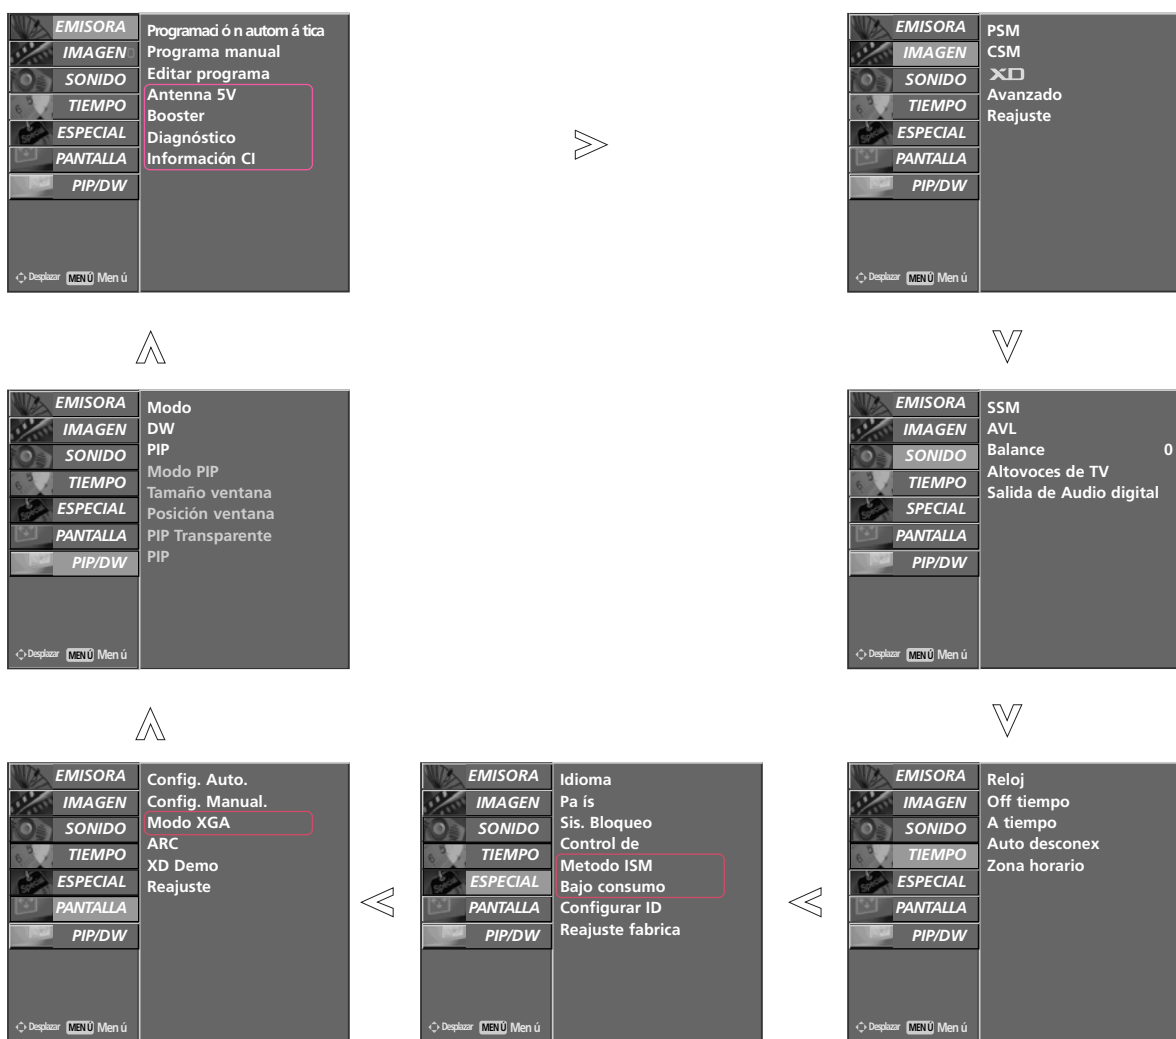 EMISORA
IMAGEN
SONIDO
TIEMPO
ESPECIAL
PANTALLA
PIP/DW
Programaci ó n autom á tica
Programa manual
Editar programa
Antenna 5V
Booster
Diagnóstico
Información CI
Desplazar MENÚ Men ú
EMISORA
IMAGEN
SONIDO
TIEMPO
ESPECIAL
PANTALLA
PIP/DW
PSM
CSM
XD
Avanzado
Reajuste
Desplazar MENÚ Men ú
EMISORA
IMAGEN
SONIDO
TIEMPO
ESPECIAL
PANTALLA
PIP/DW
Modo
DW
PIP
Modo PIP
Tamaño ventana
Posición ventana
PIP Transparente
PIP
Desplazar MENÚ Men ú
EMISORA
IMAGEN
SONIDO
TIEMPO
SPECIAL
PANTALLA
PIP/DW
SSM
AVL
Balance 0
Altovoces de TV
Salida de Audio digital
Desplazar MENÚ Men ú
EMISORA
IMAGEN
SONIDO
TIEMPO
ESPECIAL
PANTALLA
PIP/DW
Config. Auto.
Config. Manual.
Modo XGA
ARC
XD Demo
Reajuste
Desplazar MENÚ Men ú
EMISORA
IMAGEN
SONIDO
TIEMPO
ESPECIAL
PANTALLA
PIP/DW
Idioma
Pa ís
Sis. Bloqueo
Control de
Metodo ISM
Bajo consumo
Configurar ID
Reajuste fabrica
Desplazar MENÚ Men ú
EMISORA
IMAGEN
SONIDO
TIEMPO
ESPECIAL
PANTALLA
PIP/DW
Reloj
Off tiempo
A tiempo
Auto desconex
Zona horario
Desplazar MENÚ Men ú